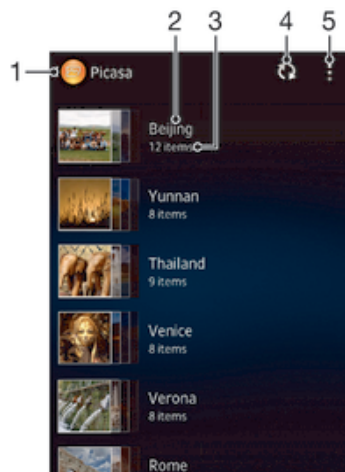 2 3 4 5
1 Picasa
Beijing
12 items
Yunnan
8 items
Thailand
9 items
Venice
8 items
Verona
8 items
Rome